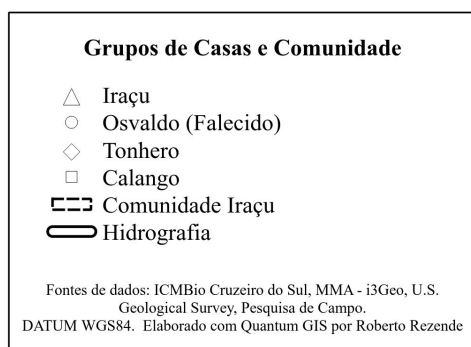 Grupos de Casas e Comunidade
Iraçu
Osvaldo (Falecido)
Tonhero
Calango
Comunidade Iraçu
Hidrografia
Fontes de dados: ICMBio Cruzeiro do Sul, MMA - i3Geo, U.S.
Geological Survey, Pesquisa de Campo.
DATUM WGS84. Elaborado com Quantum GIS por Roberto Rezende